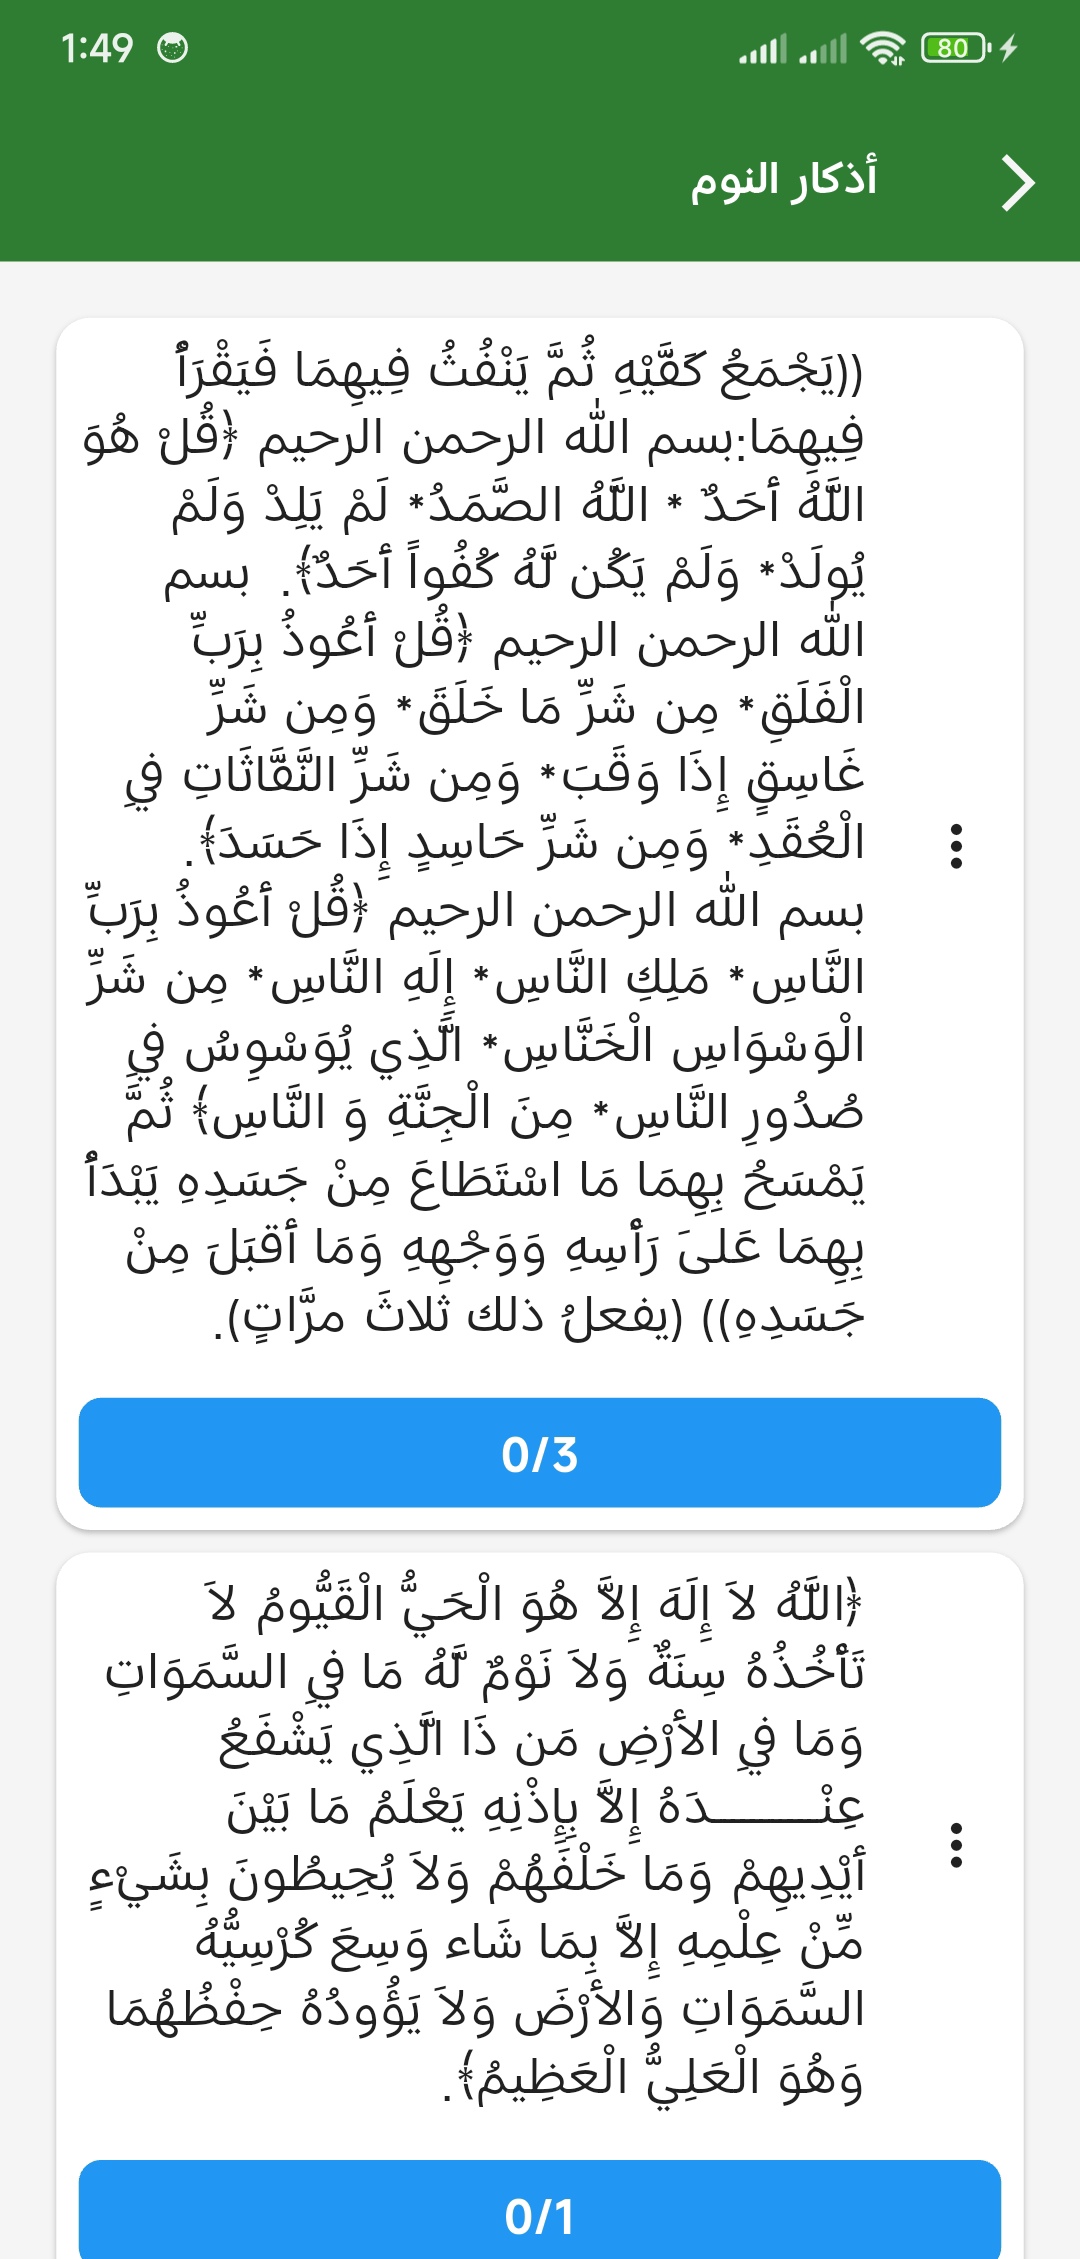 1:49
80
أذكار النوم
((يَجْمَعُ كَفَّيْهِ ثُمَّ يَنْفُثُ فِيهِمَا فَيَقْرَأُ
فِيهِمَا:بسم الله الرحمن الرحيم ﴿قُلْ هُوَ
اللَّهُ أَحَدٌ * اللَّهُ الصَّمَدُ* لَمْ يَلِدْ وَلَمْ
يُولَدْ* وَلَمْ يَكُن لَّهُ كُفُواً أَحَدٌ﴾. بسم
الله الرحمن الرحيم ﴿قُلْ أَعُوذُ بِرَبِّ
الْفَلَقِ* مِن شَرِّ مَا خَلَقَ* وَمِن شَرِّ
غَاسِقٍ إِذَا وَقَبَ* وَمِن شَرِّ النَّفَّاثَاتِ فِي
الْعُقَدِ* وَمِن شَرِّ حَاسِدٍ إِذَا حَسَدَ﴾.
بسم الله الرحمن الرحيم ﴿قُلْ أَعُوذُ بِرَبِّ
النَّاسِ* مَلِكِ النَّاسِ* إِلَهِ النَّاسِ* مِن شَرِّ
الْوَسْوَاسِ الْخَنَّاسِ* الَّذِي يُوَسْوِسُ فِي
صُدُورِ النَّاسِ* مِنَ الْجِنَّةِ وَ النَّاسِ﴾ ثُمَّ
يَمْسَحُ بِهِمَا مَا اسْتَطَاعَ مِنْ جَسَدِهِ يَبْدَأُ
بِهِمَا عَلَىَ رَأْسِهِ وَوَجْهِهِ وَمَا أَقبَلَ مِنْ
جَسَدِهِ)) (يفعلُ ذلك ثلاثَ مرَّاتٍ).
0/3
﴿اللَّهُ لاَ إِلَهَ إِلاَّ هُوَ الْحَيُّ الْقَيُّومُ لاَ
تَأْخُذُهُ سِنَةٌ وَلاَ نَوْمٌ لَّهُ مَا فِي السَّمَوَاتِ
وَمَا فِي الأَرْضِ مَن ذَا الَّذِي يَشْفَعُ
عِنْـــــــــدَهُ إِلاَّ بِإِذْنِهِ يَعْلَمُ مَا بَيْنَ
أَيْدِيهِمْ وَمَا خَلْفَهُمْ وَلاَ يُحِيطُونَ بِشَيْءٍ
مِّنْ عِلْمِهِ إِلاَّ بِمَا شَاء وَسِعَ كُرْسِيُّهُ
السَّمَوَاتِ وَالأَرْضَ وَلاَ يَؤُودُهُ حِفْظُهُمَا
وَهُوَ الْعَلِيُّ الْعَظِيمُ﴾.
0/1